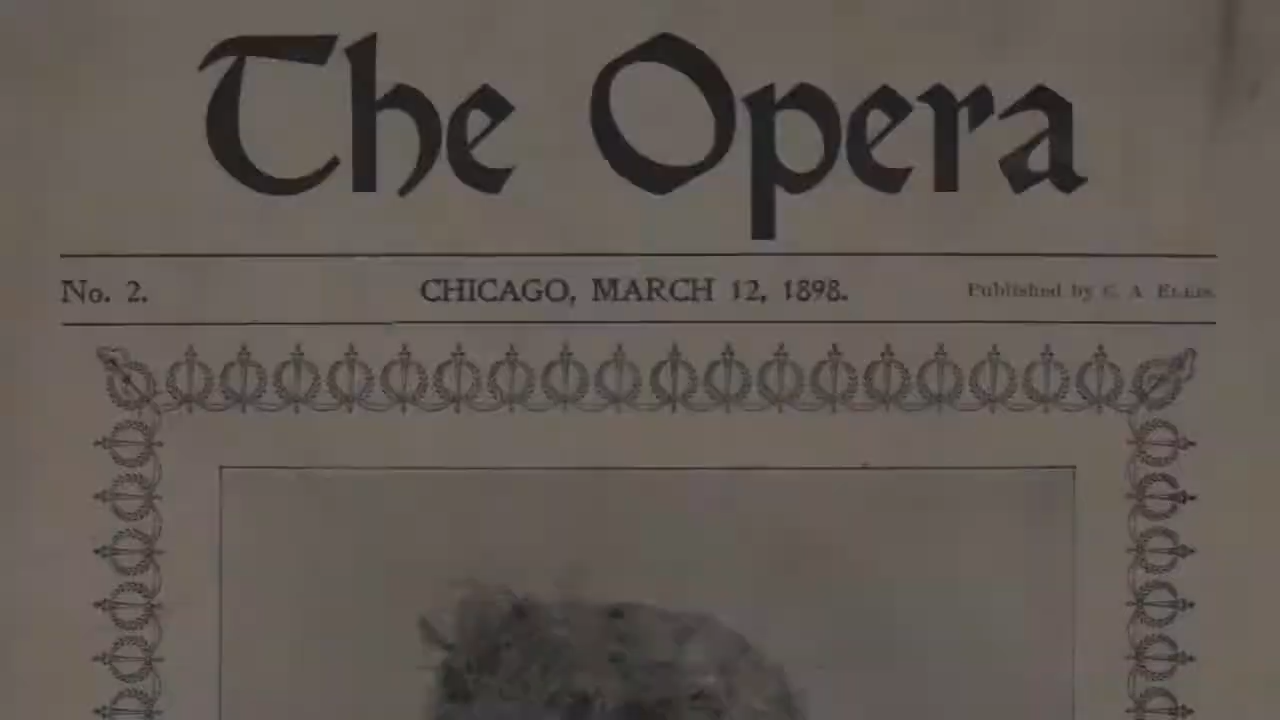 The Opera
No. 2.
CHICAGO, MARCH 12, 1898.
Published by C. A. ELLIS.